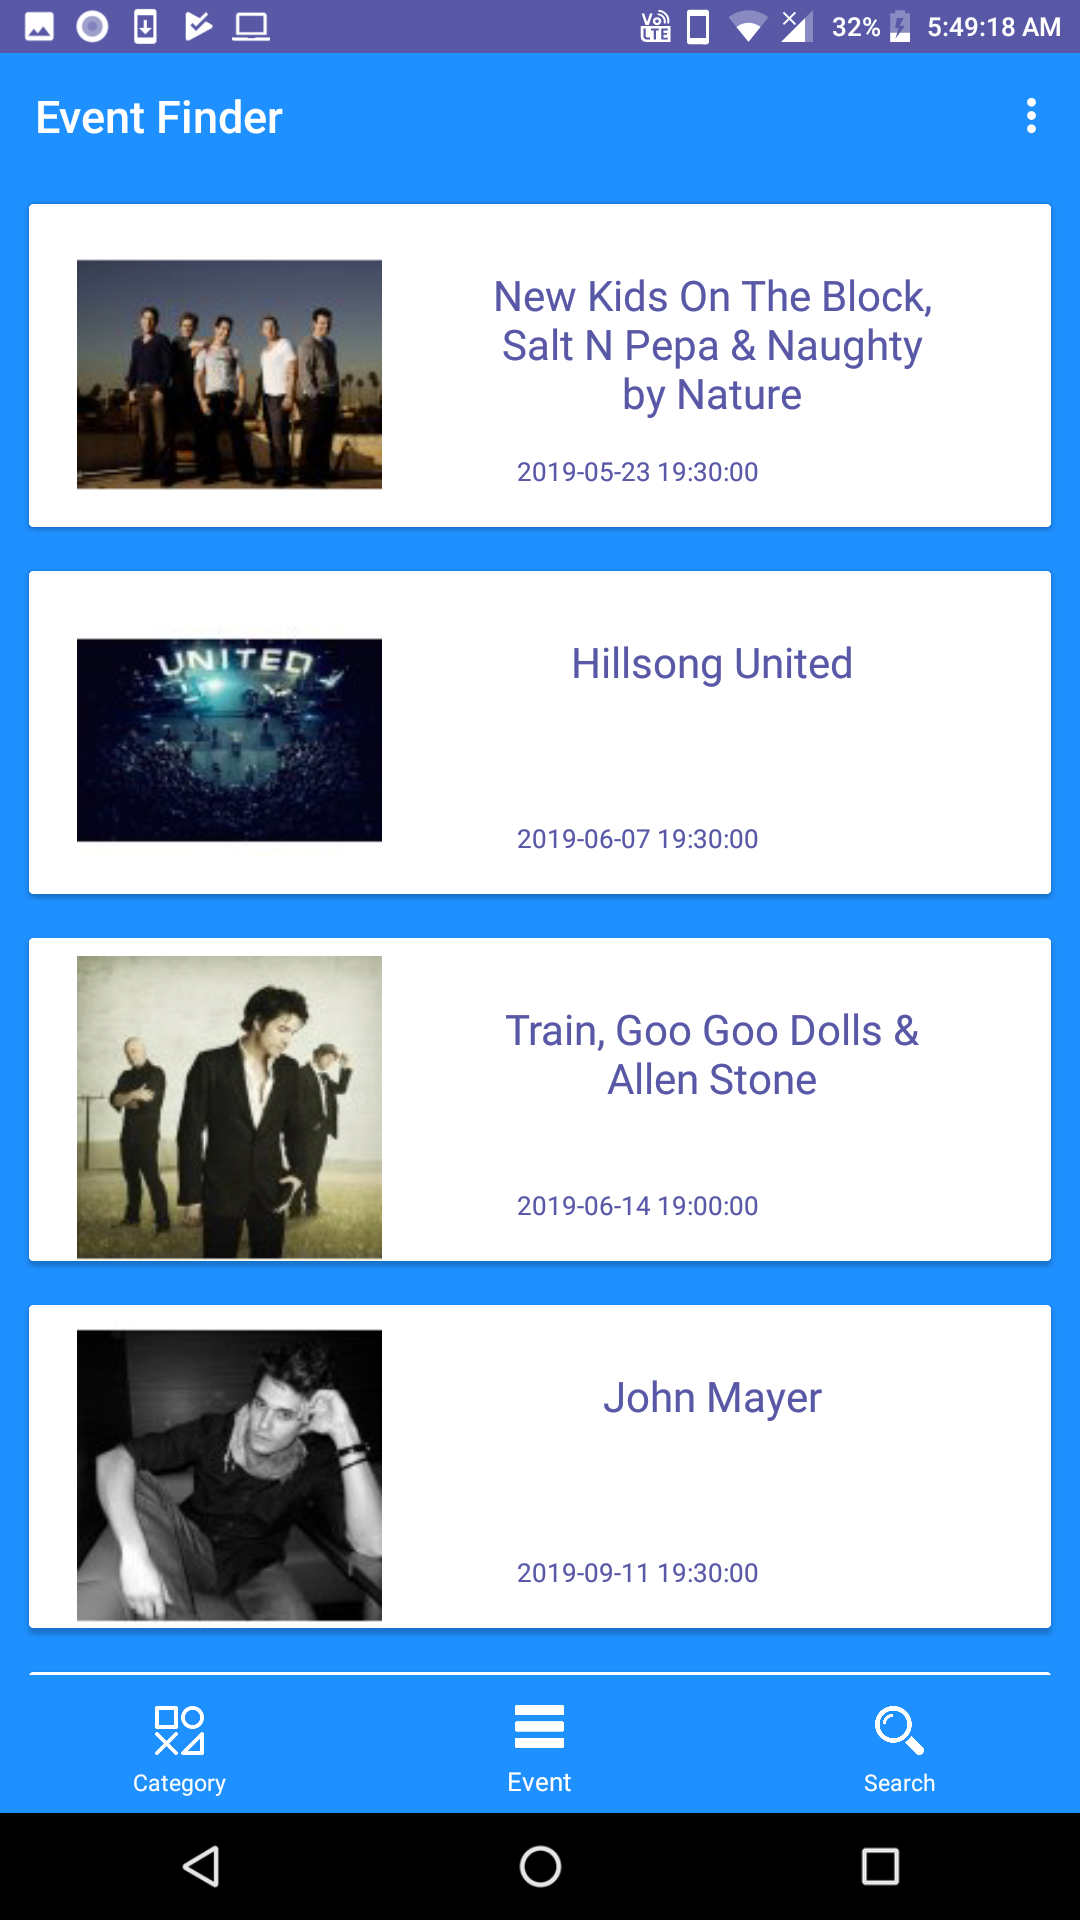 VoLTE 32% 5:49:18 AM
Event Finder
New Kids On The Block,
Salt N Pepa & Naughty
by Nature
2019-05-23 19:30:00
UNITED
Hillsong United
2019-06-07 19:30:00
Train, Goo Goo Dolls &
Allen Stone
2019-06-14 19:00:00
John Mayer
2019-09-11 19:30:00
Category Event Search